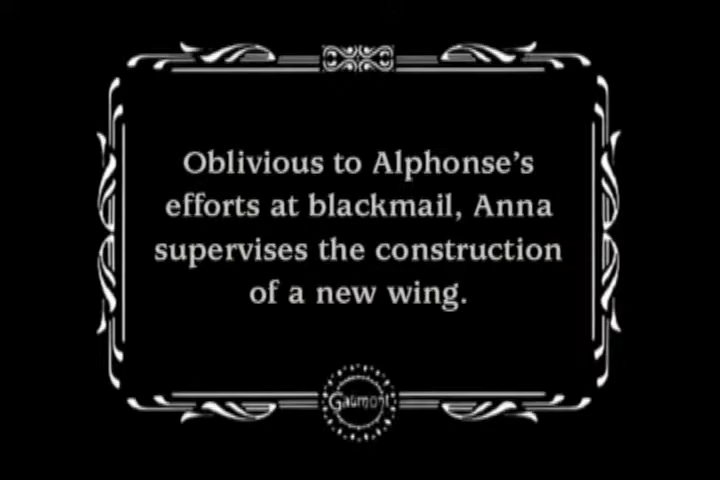 Oblivious to Alphonse’s
efforts at blackmail, Anna
supervises the construction
of a new wing.
Gaumont